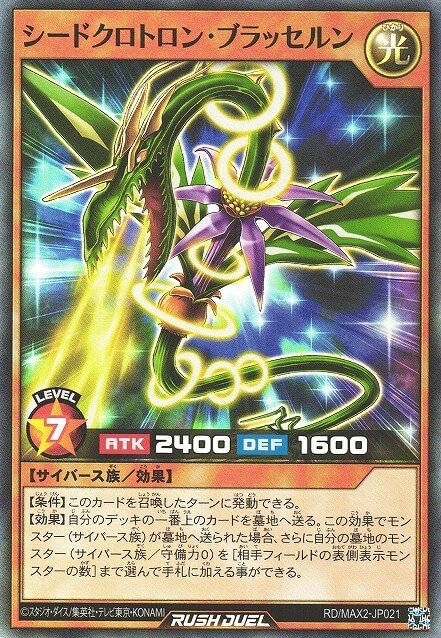 シードクロトロン・ブラッセルン
ひかり
光
LEVEL
7
ATK 2400 DEF 1600
【サイバース族／効果】
【条件】このカードを召喚したターンに発動できる。
【効果】自分のデッキの一番上のカードを墓地へ送る。この効果でモン
スター(サイバース族)が墓地へ送られた場合、さらに自分の墓地のモン
スター(サイバース族／守備力0)を[相手フィールドの表側表示モン
スターの数]まで選んで手札に加える事ができる。
©スタジオ・ダイス/集英社・テレビ東京・KONAMI
RUSH DUEL
RD/MAX2-JP021